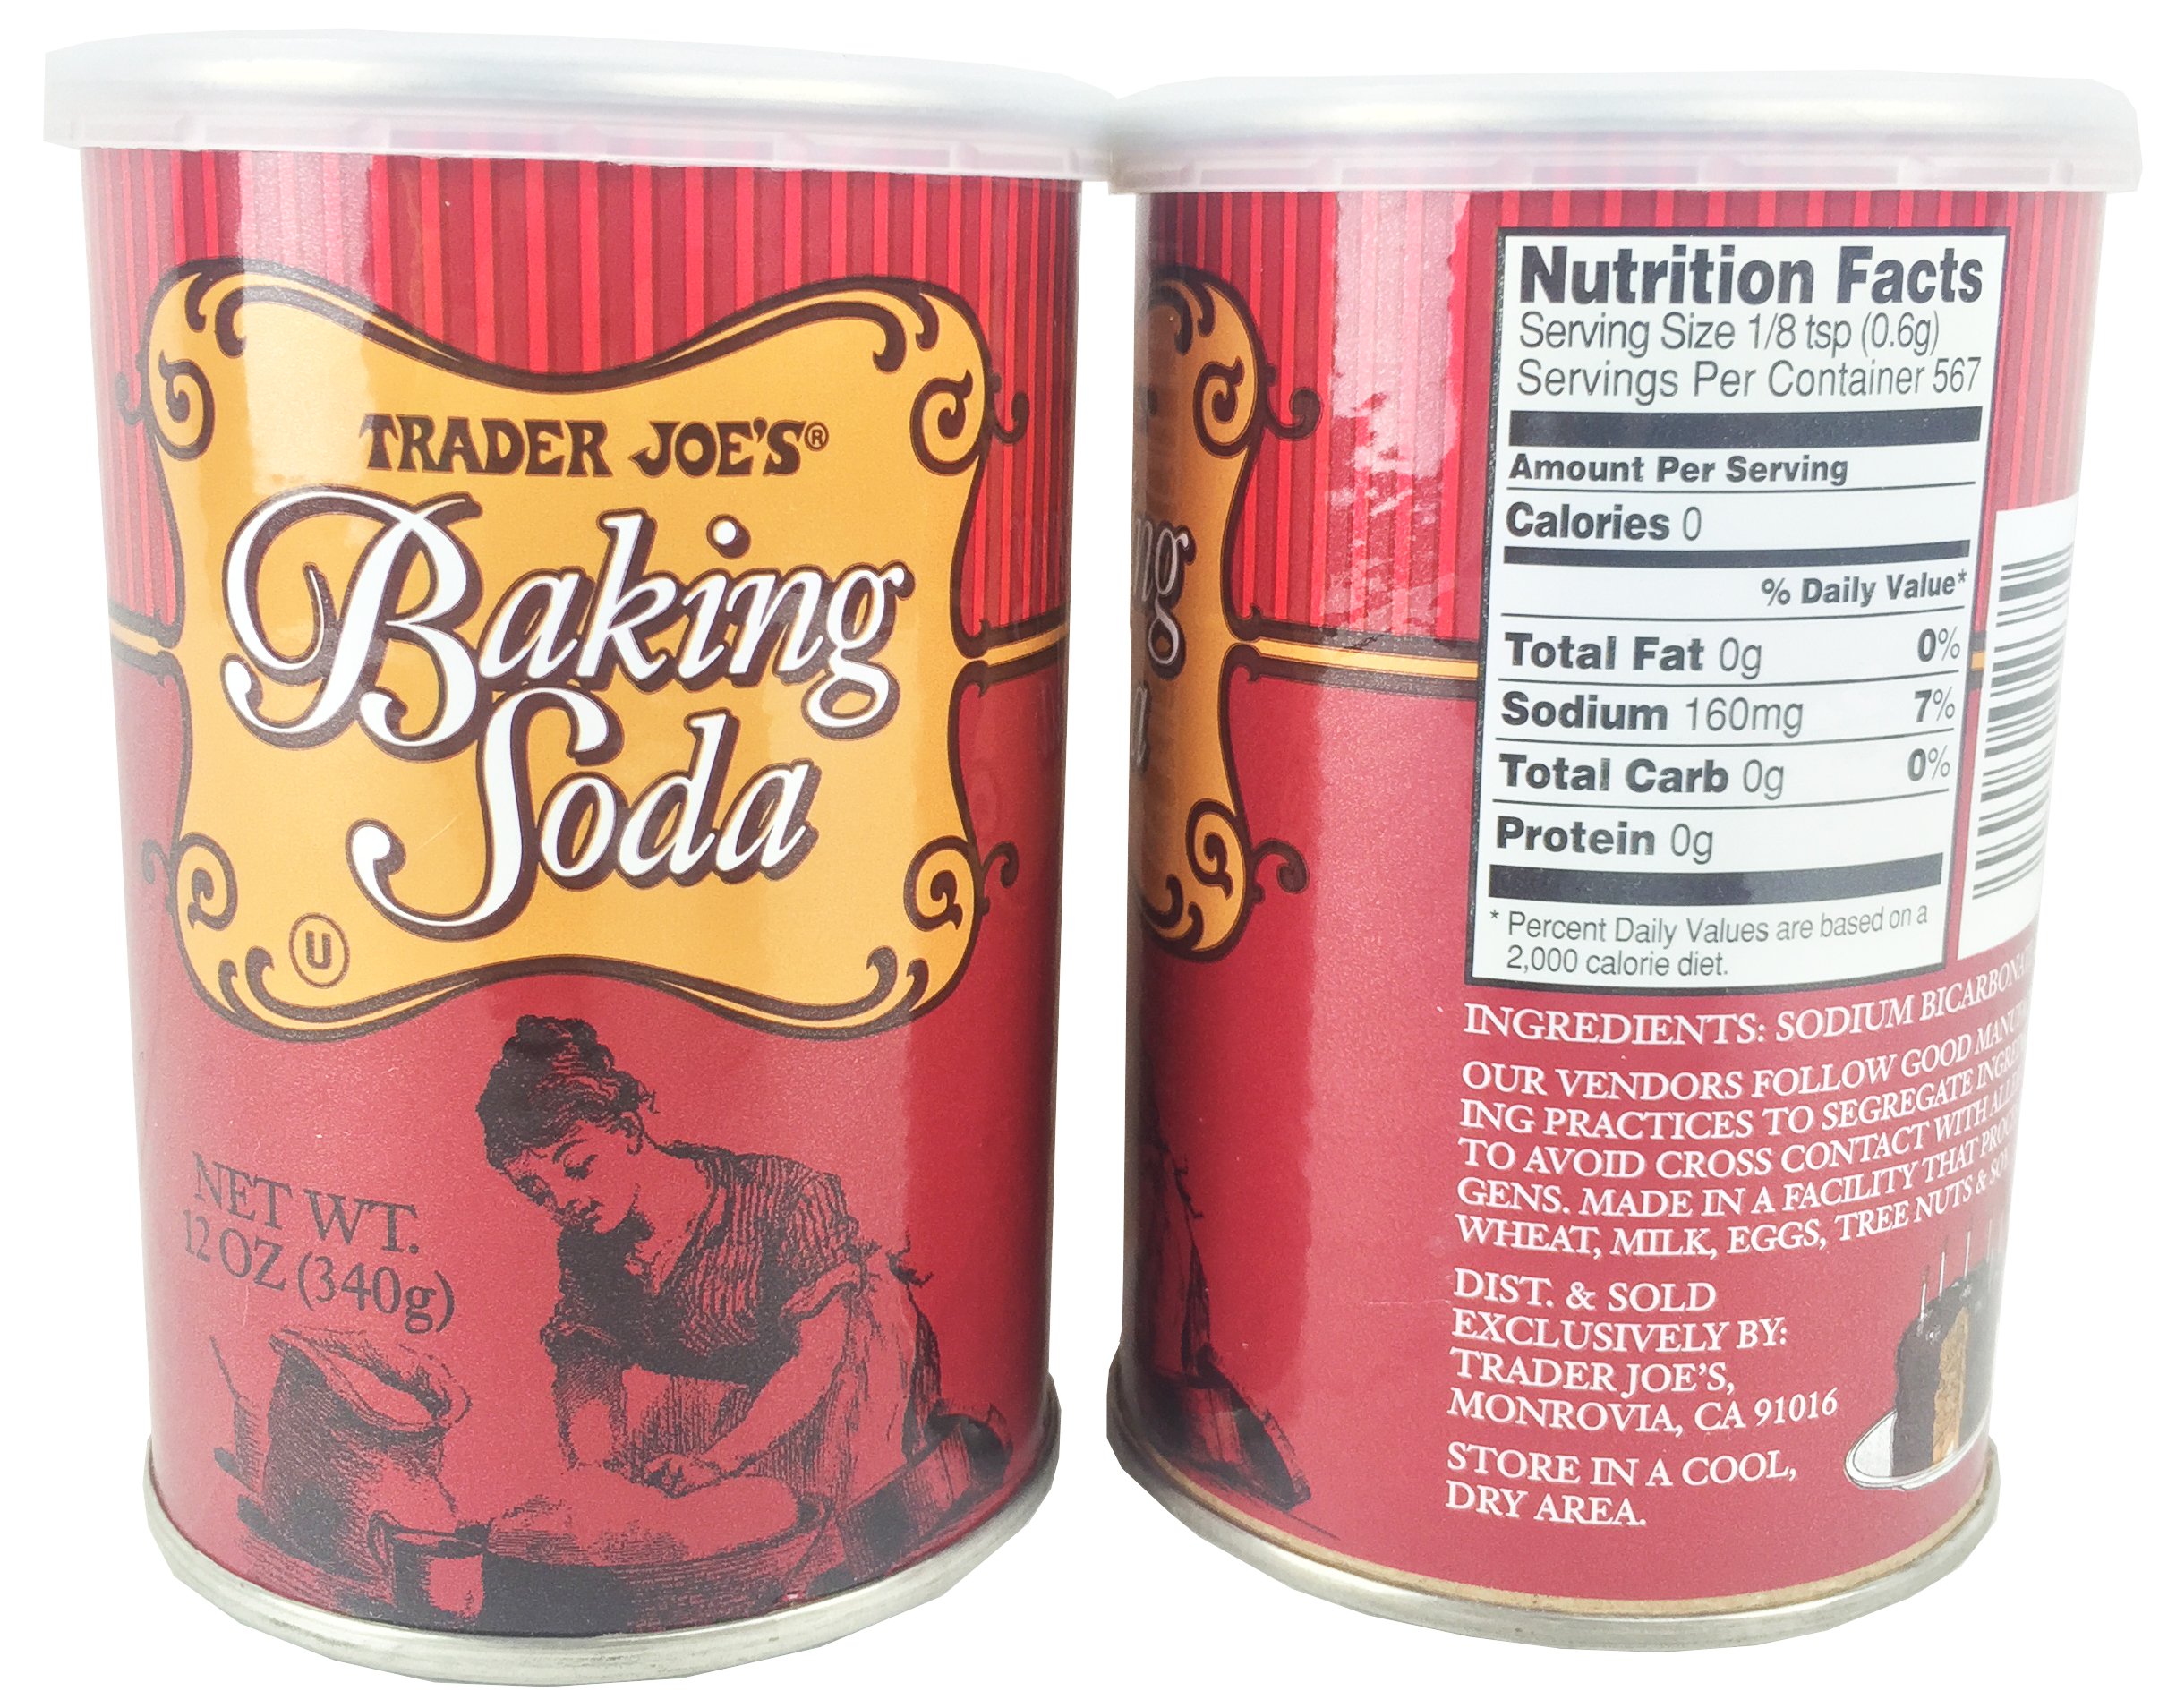 TRADER JOE'S®
Baking
Soda
U
NET WT.
12 OZ (340g)
Nutrition Facts
Serving Size 1/8 tsp (0.6g)
Servings Per Container 567
Amount Per Serving
Calories 0
% Daily Value*
Total Fat 0g 0%
Sodium 160mg 7%
Total Carb 0g 0%
Protein 0g
* Percent Daily Values are based on a
2,000 calorie diet.
INGREDIENTS: SODIUM
OUR VENDORS FOLLOW GOOD
ING PRACTICES TO SEGREGATE
TO AVOID CROSS CONTACT WITH
GENS. MADE IN A FACILITY THAT
WHEAT, MILK, EGGS, TREE NUTS &
DIST. & SOLD
EXCLUSIVELY BY:
TRADER JOE'S,
MONROVIA, CA 91016
STORE IN A COOL,
DRY AREA.